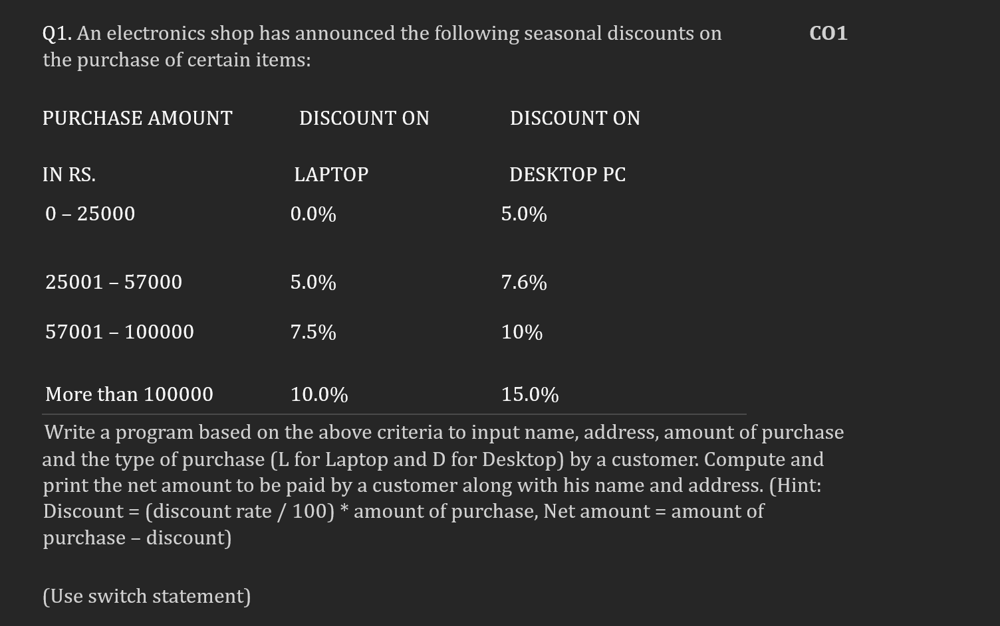 Q1. An electronics shop has announced the following seasonal discounts on CO1
the purchase of certain items:
PURCHASE AMOUNT DISCOUNT ON DISCOUNT ON
IN RS. LAPTOP DESKTOP PC
0 – 25000 0.0% 5.0%
25001 – 57000 5.0% 7.6%
57001 – 100000 7.5% 10%
More than 100000 10.0% 15.0%
Write a program based on the above criteria to input name, address, amount of purchase
and the type of purchase (L for Laptop and D for Desktop) by a customer. Compute and
print the net amount to be paid by a customer along with his name and address. (Hint:
Discount = (discount rate / 100) * amount of purchase, Net amount = amount of
purchase – discount)
(Use switch statement)